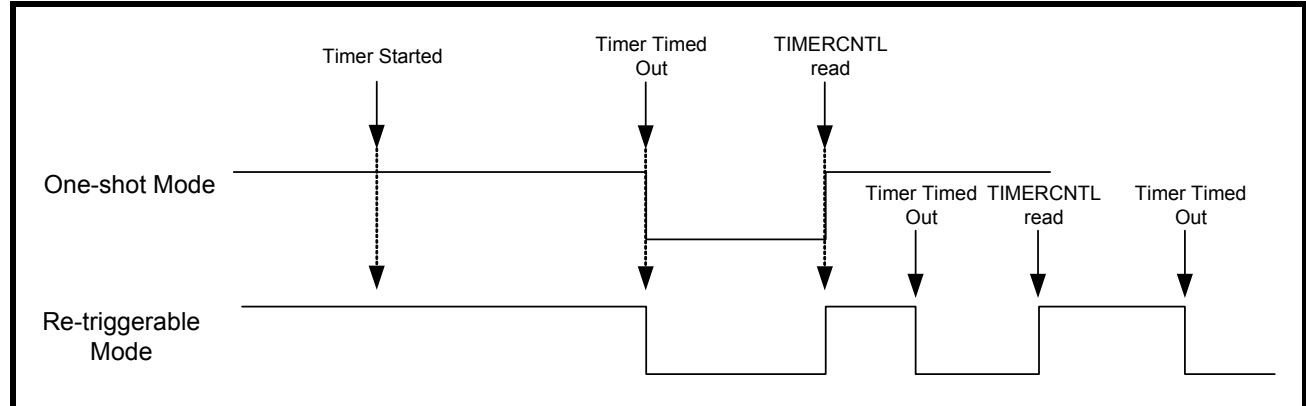 Timer Started
Timer Timed
Out
TIMERCNTL
read
One-shot Mode
Timer Timed
Out
TIMERCNTL
read
Timer Timed
Out
Re-triggerable
Mode